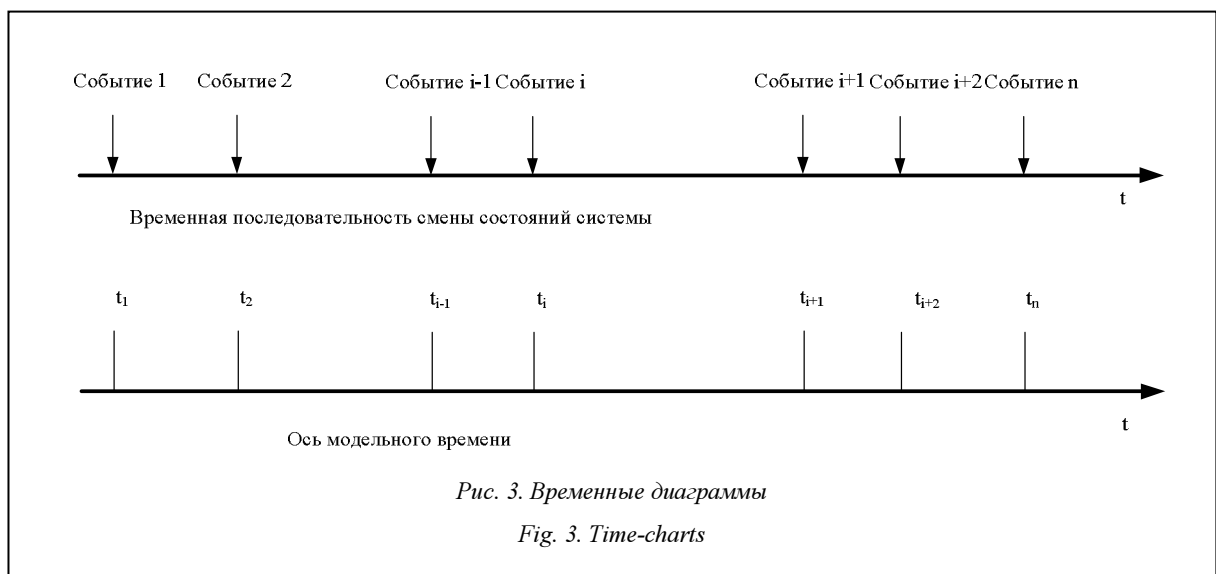 Событие 1 Событие 2 Событие i-1 Событие i Событие i+1 Событие i+2 Событие n
t
Временная последовательность смены состояний системы
t₁ t₂ tᵢ₋₁ tᵢ tᵢ₊₁ tᵢ₊₂ tₙ
t
Ось модельного времени
Рис. 3. Временные диаграммы
Fig. 3. Time-charts